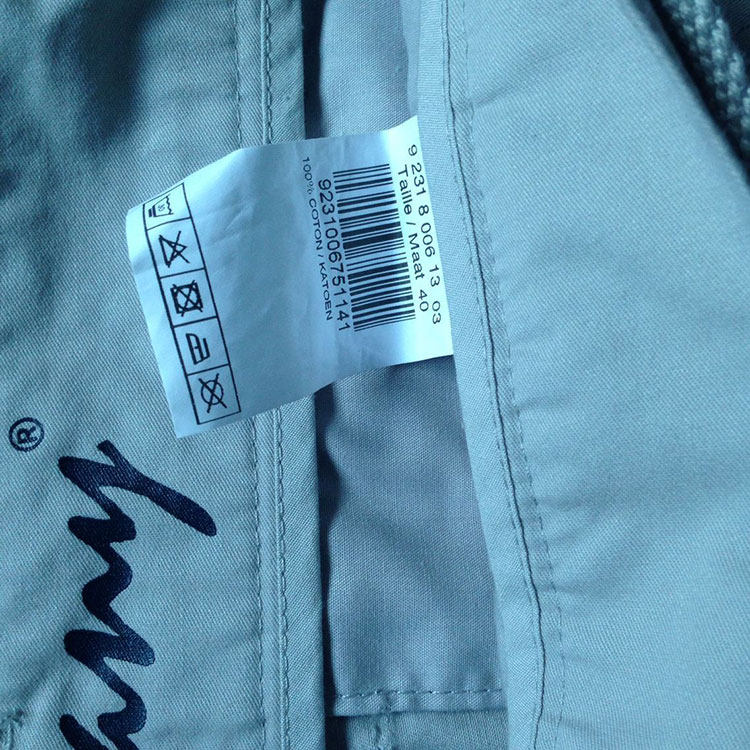 9 231 8 006 13 03
Taille / Maat 40
9231006751141
100% COTON / KATOEN
®